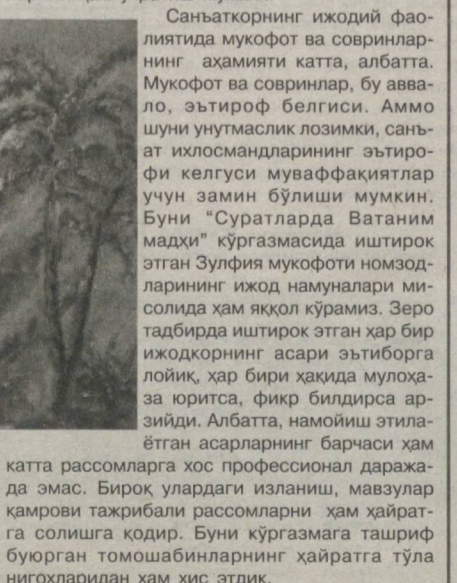 Санъаткорнинг ижодий фао-
лиятида мукофот ва совринлар-
нинг аҳамияти катта, албатта.
Мукофот ва совринлар, бу авва-
ло, эътироф белгиси. Аммо
шуни унутмаслик лозимки, санъ-
ат ихлосмандларининг эътиро-
фи келгуси муваффақиятлар
учун замин бўлиши мумкин.
Буни “Суратларда Ватаним
мадҳи” кўргазмасида иштирок
этган Зулфия мукофоти номзод-
ларининг ижод намуналари ми-
солида ҳам яққол кўрамиз. Зеро
тадбирда иштирок этган ҳар бир
ижодкорнинг асари эътиборга
лойиқ, ҳар бири ҳақида мулоҳа-
за юритса, фикр билдирса ар-
зийди. Албатта, намойиш этила-
ётган асарларнинг барчаси ҳам
катта рассомларга хос профессионал даража-
да эмас. Бироқ улардаги изланиш, мавзулар
қамрови тажрибали рассомларни ҳам ҳайрат-
га солишга қодир. Буни кўргазмага ташриф
буюрган томошабинларнинг ҳайратга тўла
нигоҳларидан ҳам ҳис этдик.